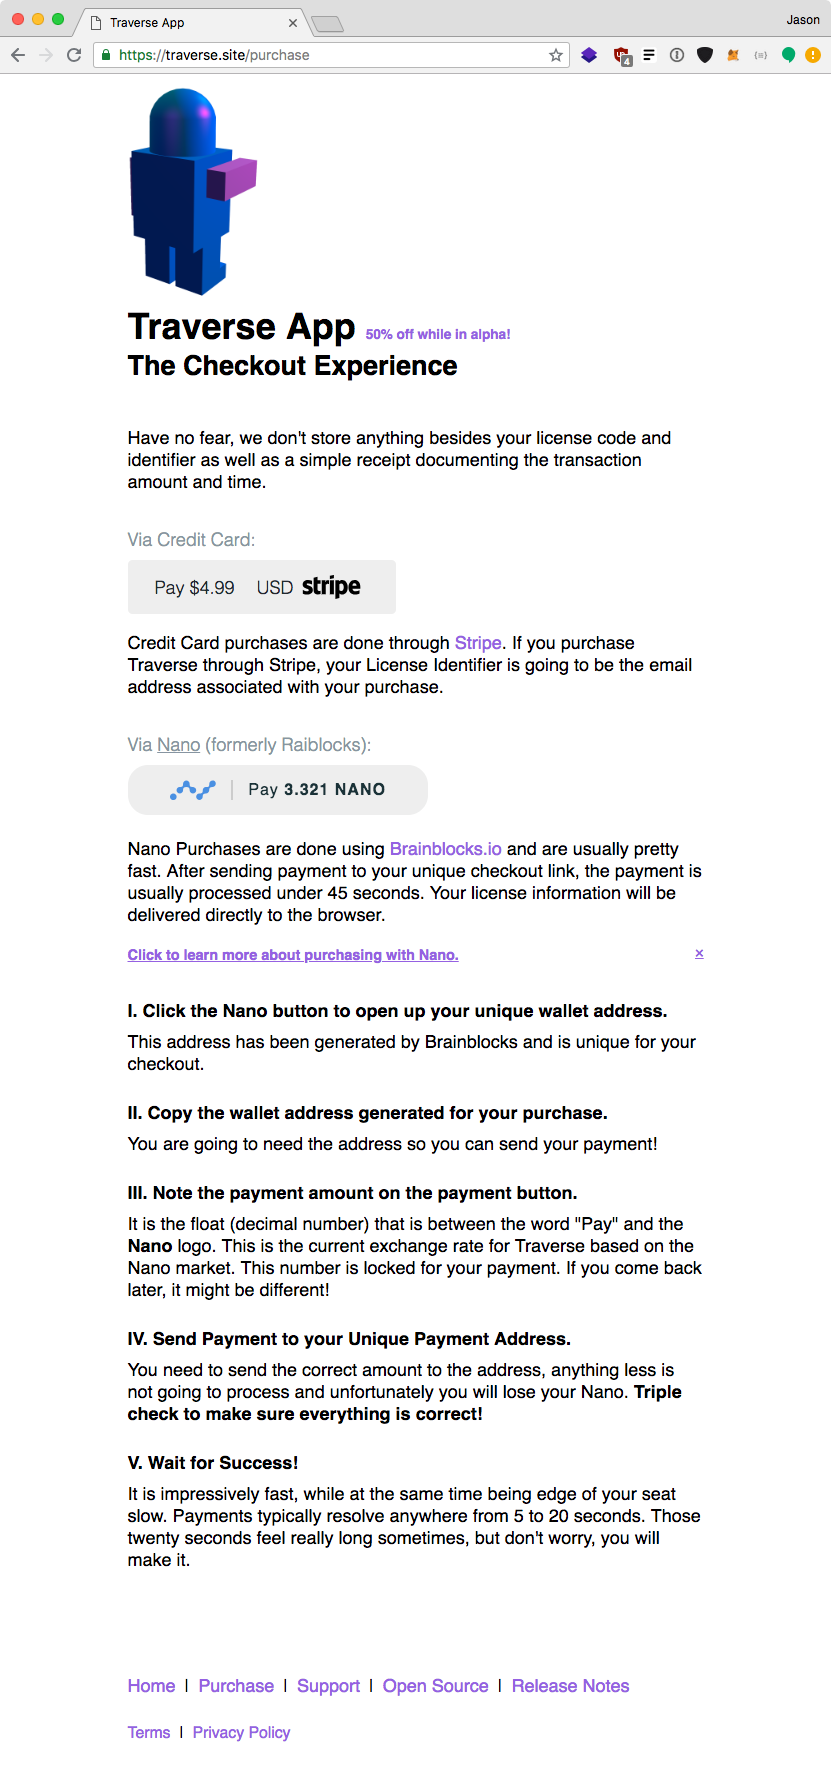 Traverse App
Jason
https://traverse.site/purchase
4
Traverse App 50% off while in alpha!
The Checkout Experience
Have no fear, we don't store anything besides your license code and
identifier as well as a simple receipt documenting the transaction
amount and time.
Via Credit Card:
Pay $4.99 USD stripe
Credit Card purchases are done through Stripe. If you purchase
Traverse through Stripe, your License Identifier is going to be the email
address associated with your purchase.
Via Nano (formerly Raiblocks):
Pay 3.321 NANO
Nano Purchases are done using Brainblocks.io and are usually pretty
fast. After sending payment to your unique checkout link, the payment is
usually processed under 45 seconds. Your license information will be
delivered directly to the browser.
Click to learn more about purchasing with Nano. ×
I. Click the Nano button to open up your unique wallet address.
This address has been generated by Brainblocks and is unique for your
checkout.
II. Copy the wallet address generated for your purchase.
You are going to need the address so you can send your payment!
III. Note the payment amount on the payment button.
It is the float (decimal number) that is between the word "Pay" and the
Nano logo. This is the current exchange rate for Traverse based on the
Nano market. This number is locked for your payment. If you come back
later, it might be different!
IV. Send Payment to your Unique Payment Address.
You need to send the correct amount to the address, anything less is
not going to process and unfortunately you will lose your Nano. Triple
check to make sure everything is correct!
V. Wait for Success!
It is impressively fast, while at the same time being edge of your seat
slow. Payments typically resolve anywhere from 5 to 20 seconds. Those
twenty seconds feel really long sometimes, but don't worry, you will
make it.
Home | Purchase | Support | Open Source | Release Notes
Terms | Privacy Policy